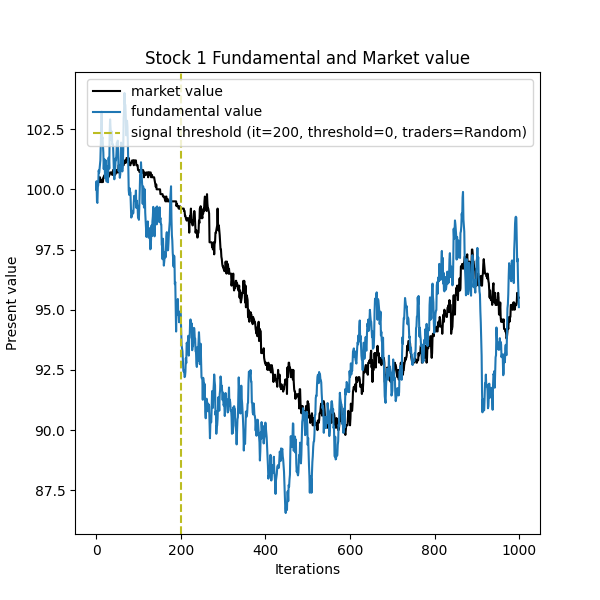 Stock 1 Fundamental and Market value
market value
fundamental value
signal threshold (it=200, threshold=0, traders=Random)
Present value
102.5
100.0
97.5
95.0
92.5
90.0
87.5
0 200 400 600 800 1000
Iterations